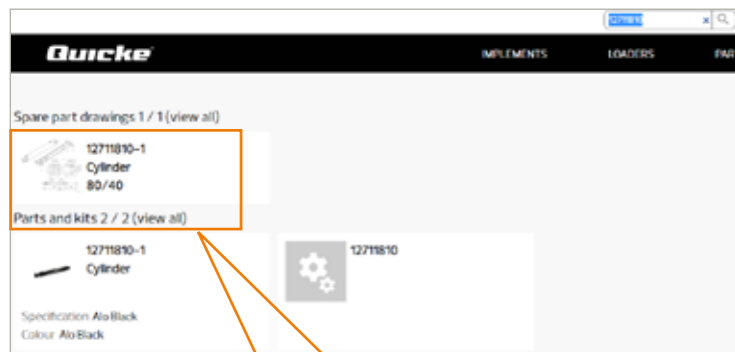 12711810 x
Quicke IMPLEMENTS LOADERS PAR
Spare part drawings 1 / 1 (view all)
12711810-1
Cylinder
80/40
Parts and kits 2 / 2 (view all)
12711810-1
Cylinder
12711810
Specification Alo Black
Colour Alo Black